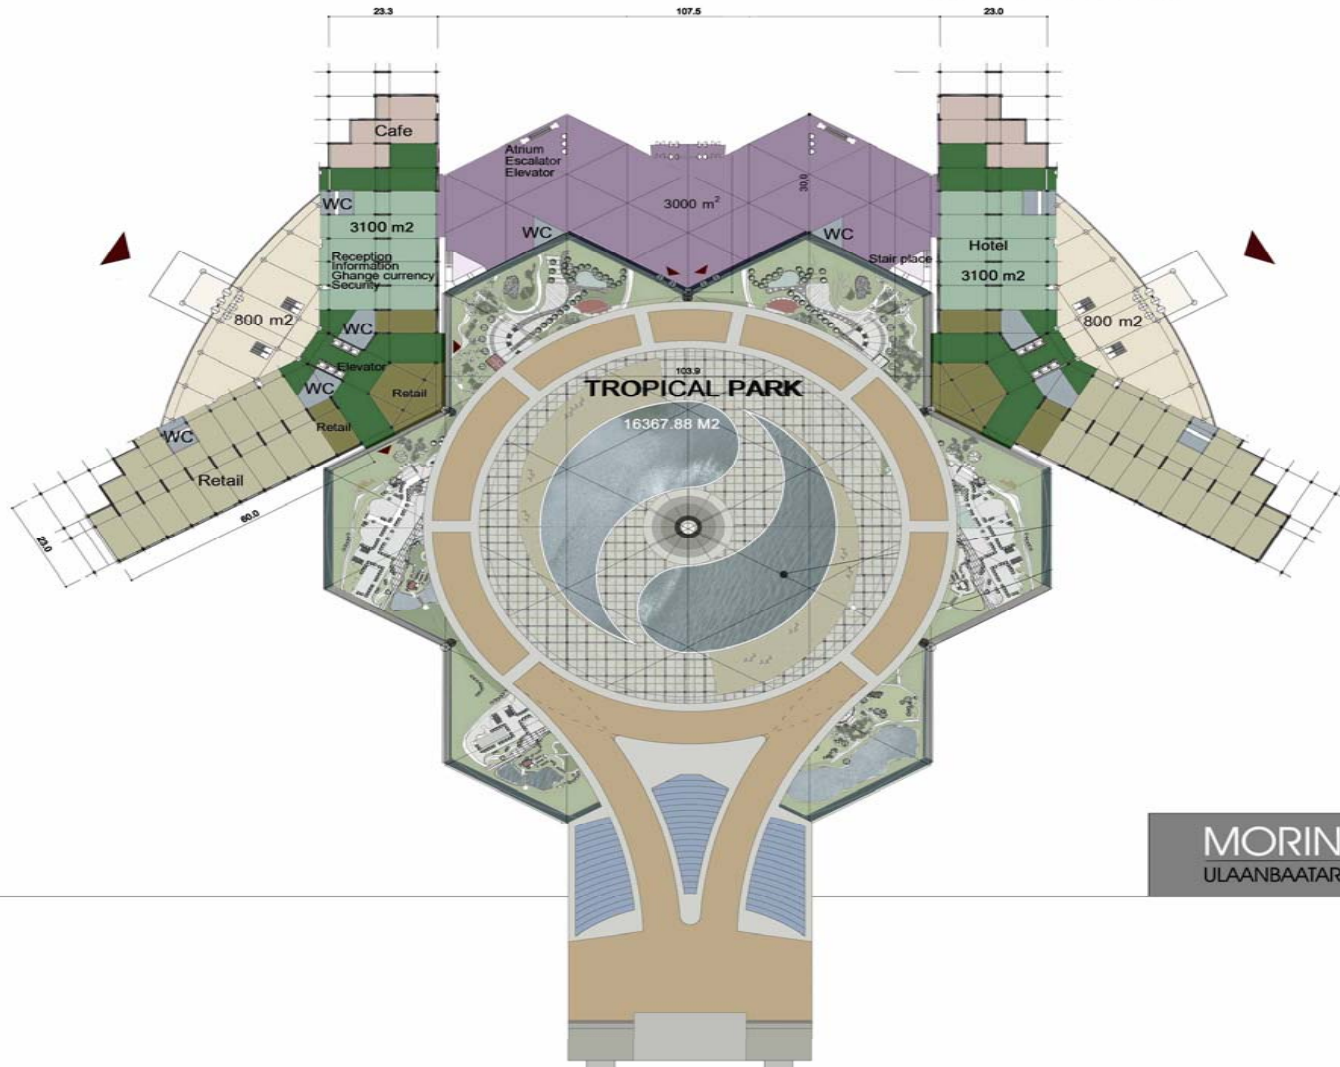 23.3
107.5
23.0
Cafe
Atrium
Escalator
Elevator
30.0
WC
3000 m²
3100 m2
WC
WC
Hotel
Reception
Information
Ghange currency
Security
Stair place
3100 m2
800 m2
WC
800 m2
Elevator
WC
Retail
103.9
TROPICAL PARK
16367.88 M2
Retail
WC
Retail
60.0
23.0
MORIN
ULAANBAATAR